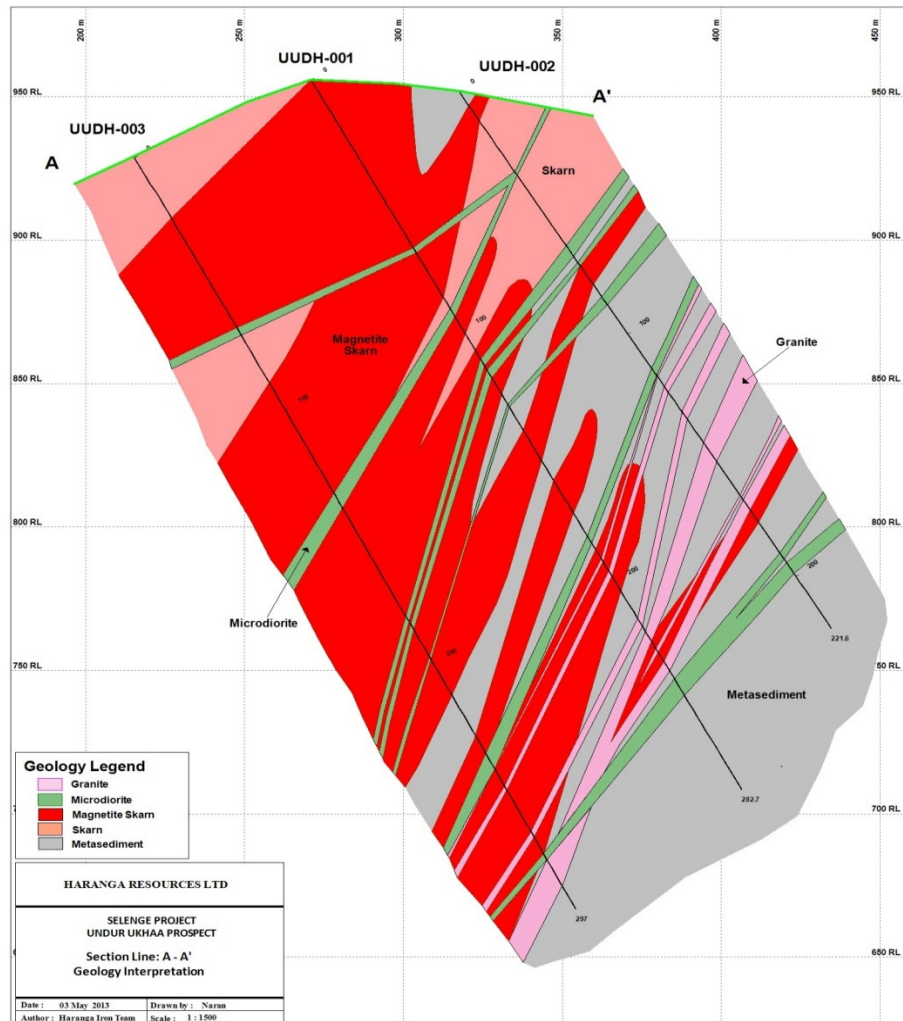 200 m
250 m
300 m
350 m
400 m
450 m
UUDH-001
0
UUDH-002
0
950 RL
950 RL
A'
UUDH-003
0
A
Skarn
900 RL
900 RL
100
100
Magnetite
Skarn
Granite
850 RL
850 RL
100
800 RL
800 RL
200
200
Microdiorite
221.6
200
750 RL
50 RL
Metasediment
Geology Legend
Granite
Microdiorite
Magnetite Skarn
Skarn
Metasediment
282.7
700 RL
HARANGA RESOURCES LTD
SELENGE PROJECT
UNDUR UKHAA PROSPECT
Section Line: A - A'
Geology Interpretation
297
650 RL
Date : 03 May 2013
Drawn by : Naran
Author : Haranga Iron Team
Scale : 1 : 1500